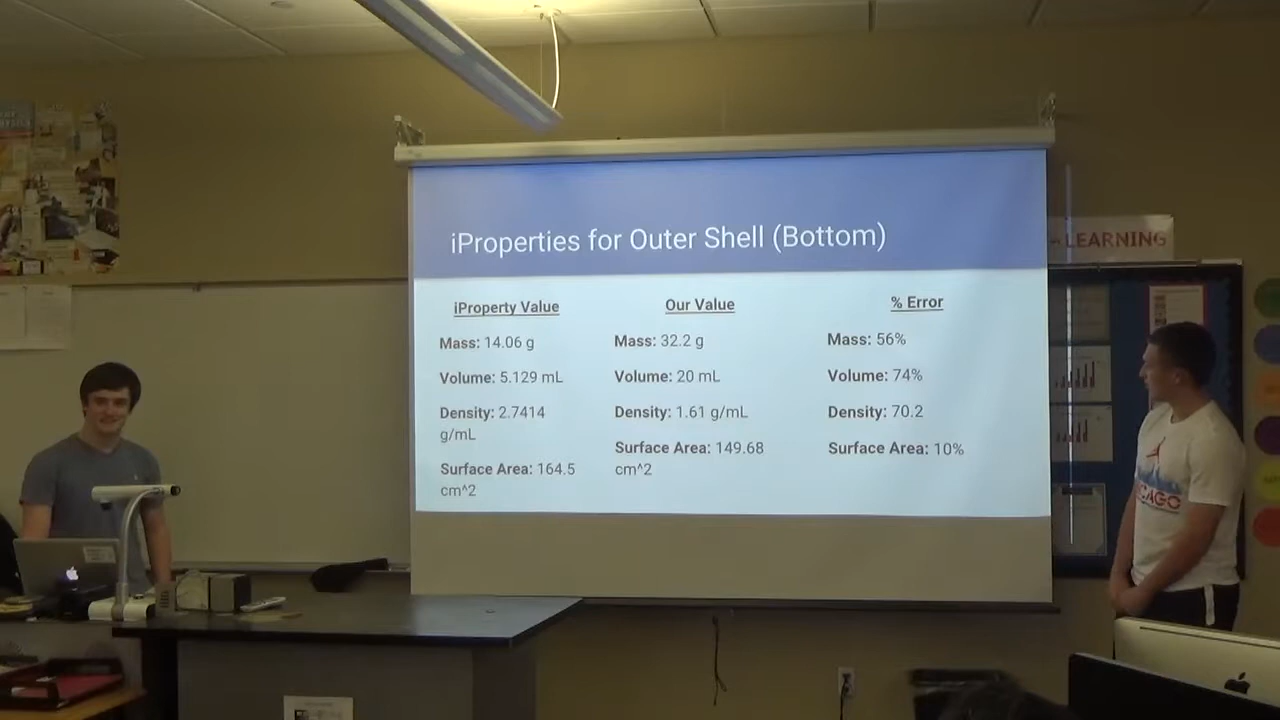 iProperties for Outer Shell (Bottom)
iProperty Value
Mass: 14.06 g
Volume: 5.129 mL
Density: 2.7414
g/mL
Surface Area: 164.5
cm^2
Our Value
Mass: 32.2 g
Volume: 20 mL
Density: 1.61 g/mL
Surface Area: 149.68
cm^2
% Error
Mass: 56%
Volume: 74%
Density: 70.2
Surface Area: 10%
LEARNING
CAGO